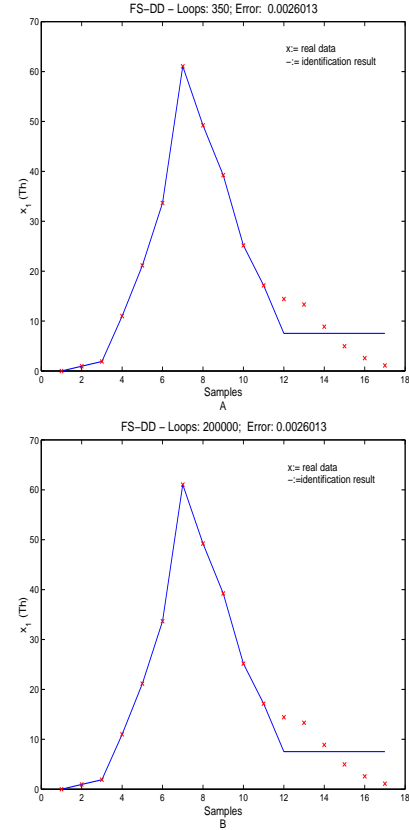 FS-DD - Loops: 350; Error: 0.0026013
x:= real data
-:= identification result
70
60
50
40
30
20
10
0
x_1 (Th)
0 2 4 6 8 10 12 14 16 18
Samples
A
FS-DD - Loops: 200000; Error: 0.0026013
x:= real data
-:=identification result
70
60
50
40
30
20
10
0
x_1 (Th)
0 2 4 6 8 10 12 14 16 18
Samples
B